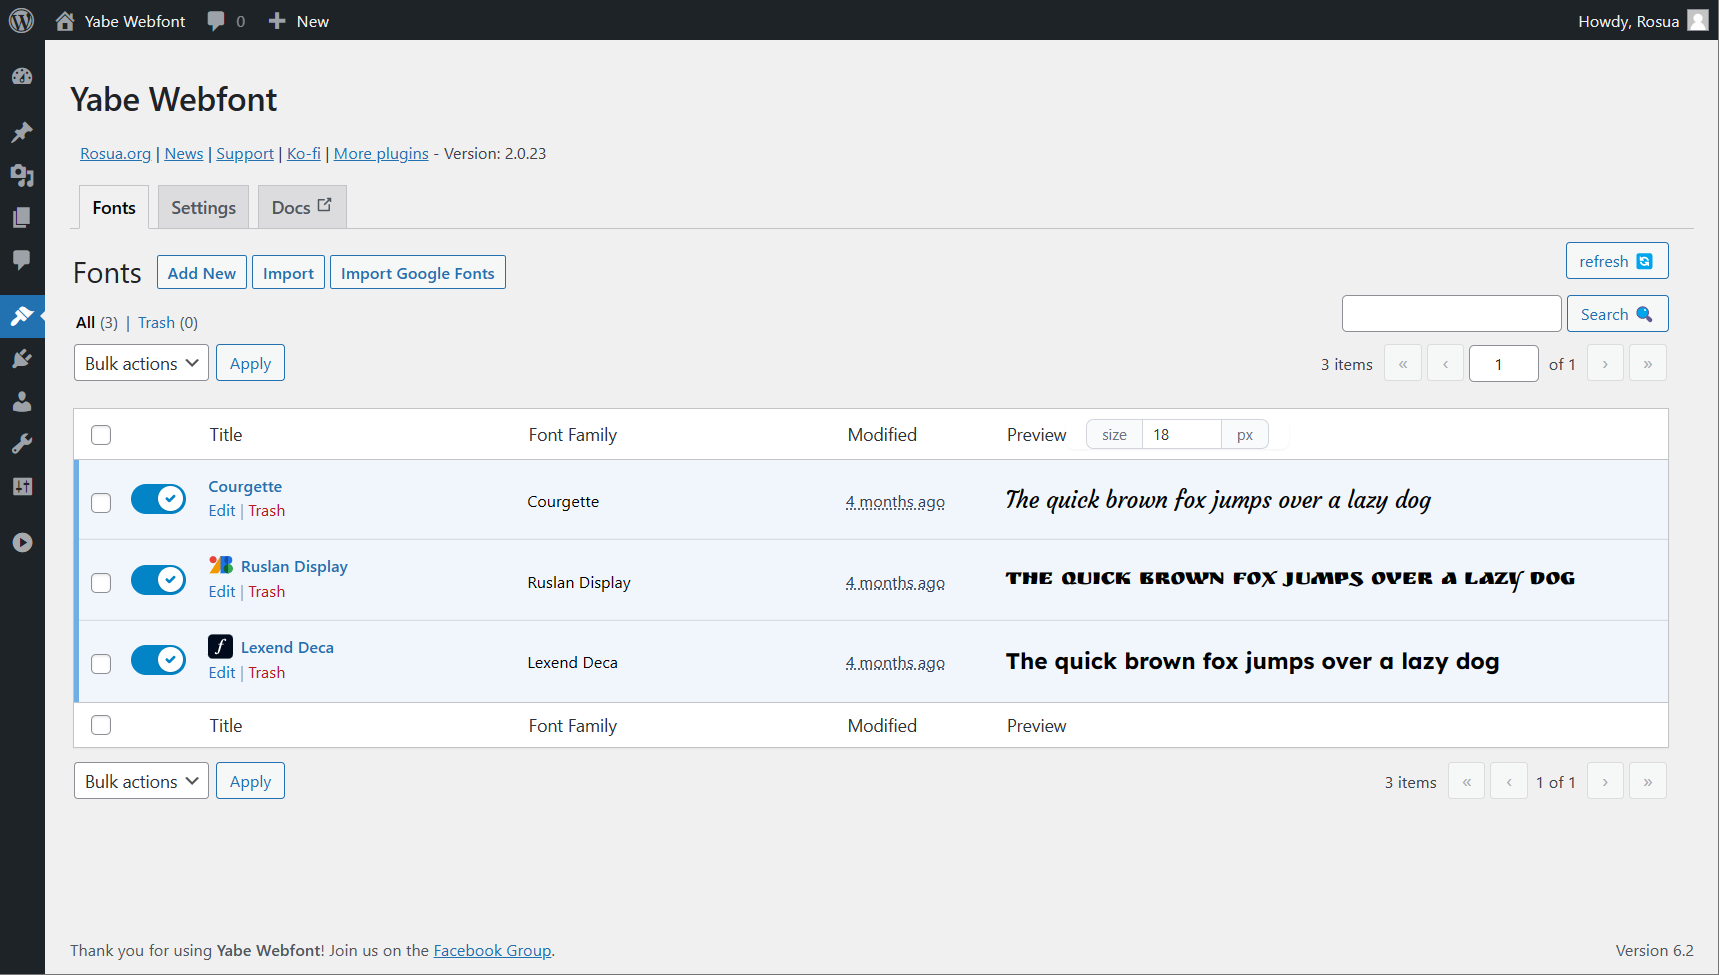 Yabe Webfont 0 New Howdy, Rosua
Yabe Webfont
Rosua.org | News | Support | Ko-fi | More plugins - Version: 2.0.23
Fonts Settings Docs
Fonts Add New Import Import Google Fonts refresh
Search
All (3) | Trash (0)
Bulk actions Apply 3 items « ‹ 1 of 1 › »
Title Font Family Modified Preview size 18 px
Courgette
Edit | Trash Courgette 4 months ago The quick brown fox jumps over a lazy dog
Ruslan Display
Edit | Trash Ruslan Display 4 months ago THE QUICK BROWN FOX JUMPS OVER A LAZY DOG
f Lexend Deca
Edit | Trash Lexend Deca 4 months ago The quick brown fox jumps over a lazy dog
Title Font Family Modified Preview
Bulk actions Apply 3 items « ‹ 1 of 1 › »
Thank you for using Yabe Webfont! Join us on the Facebook Group. Version 6.2